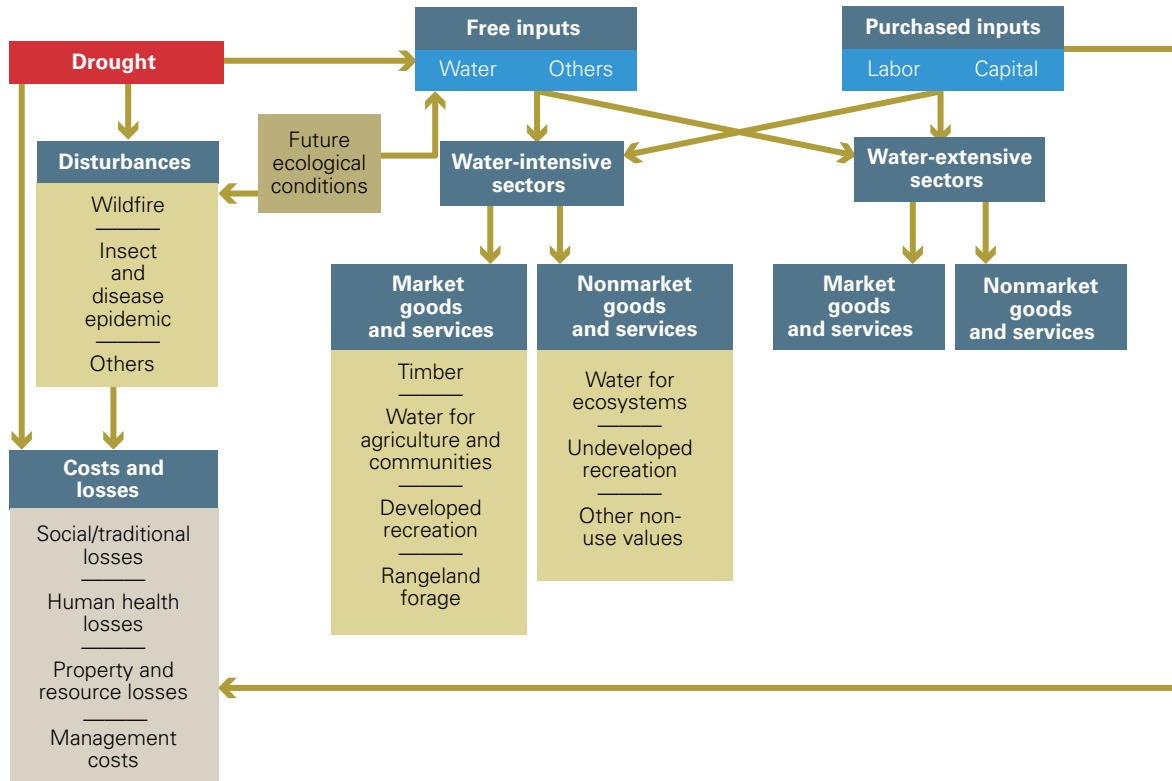 Drought
Free inputs
Water Others
Purchased inputs
Labor Capital
Disturbances
Wildfire
Insect
and
disease
epidemic
Others
Future
ecological
conditions
Water-intensive
sectors
Water-extensive
sectors
Market
goods
and services
Timber
Water for
agriculture and
communities
Developed
recreation
Rangeland
forage
Nonmarket
goods
and services
Water for
ecosystems
Undeveloped
recreation
Other non-
use values
Market
goods
and services
Nonmarket
goods
and services
Costs and
losses
Social/traditional
losses
Human health
losses
Property and
resource losses
Management
costs